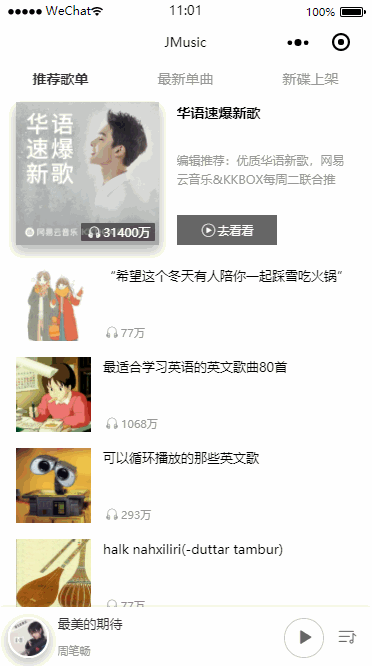 WeChat 11:01 100%
JMusic
推荐歌单 最新单曲 新碟上架
华语
速爆
新歌
网易云音乐
31400万
华语速爆新歌
编辑推荐：优质华语新歌，网易
云音乐&KKBOX每周二联合推
去看看
“希望这个冬天有人陪你一起踩雪吃火锅”
77万
最适合学习英语的英文歌曲80首
1068万
可以循环播放的那些英文歌
293万
halk nahxiliri(-duttar tambur)
77万
最美的期待
周笔畅